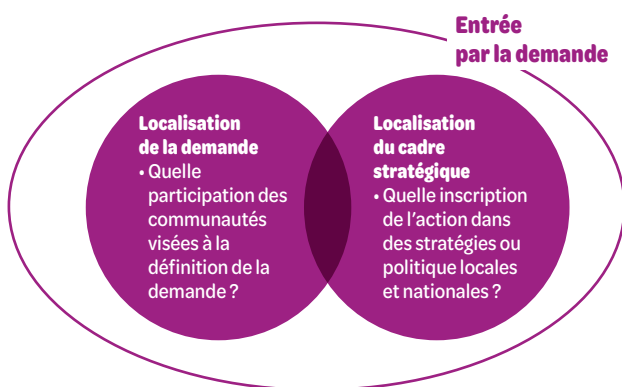 Entrée
par la demande
Localisation
de la demande
• Quelle
participation des
communautés
visées à la
définition de la
demande ?
Localisation
du cadre
stratégique
• Quelle inscription
de l’action dans
des stratégies ou
politique locales
et nationales ?